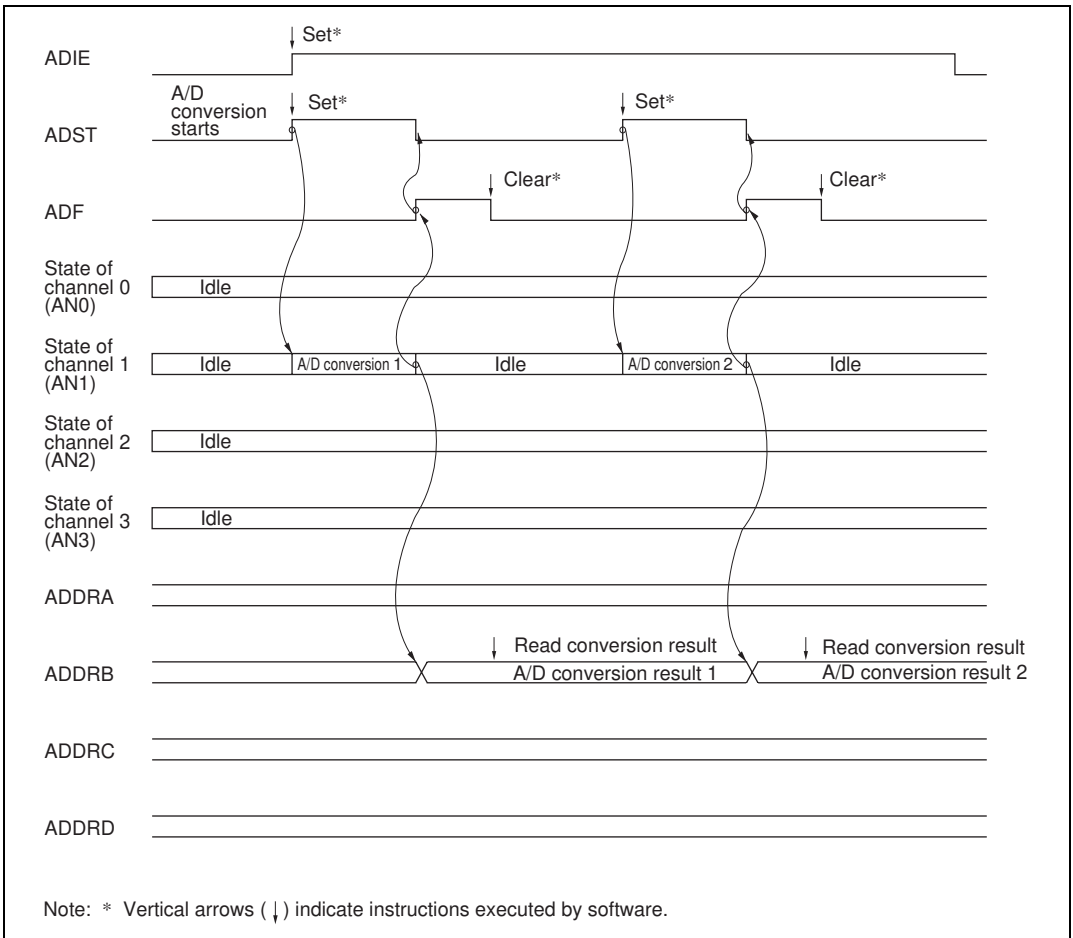 ADIE
Set*
A/D
conversion
starts
Set*
Set*
ADST
Clear*
Clear*
ADF
State of
channel 0
(AN0)
Idle
State of
channel 1
(AN1)
Idle
A/D conversion 1
Idle
A/D conversion 2
Idle
State of
channel 2
(AN2)
Idle
State of
channel 3
(AN3)
Idle
ADDRA
Read conversion result
Read conversion result
ADDRB
A/D conversion result 1
A/D conversion result 2
ADDRC
ADDRD
Note: * Vertical arrows (↓) indicate instructions executed by software.